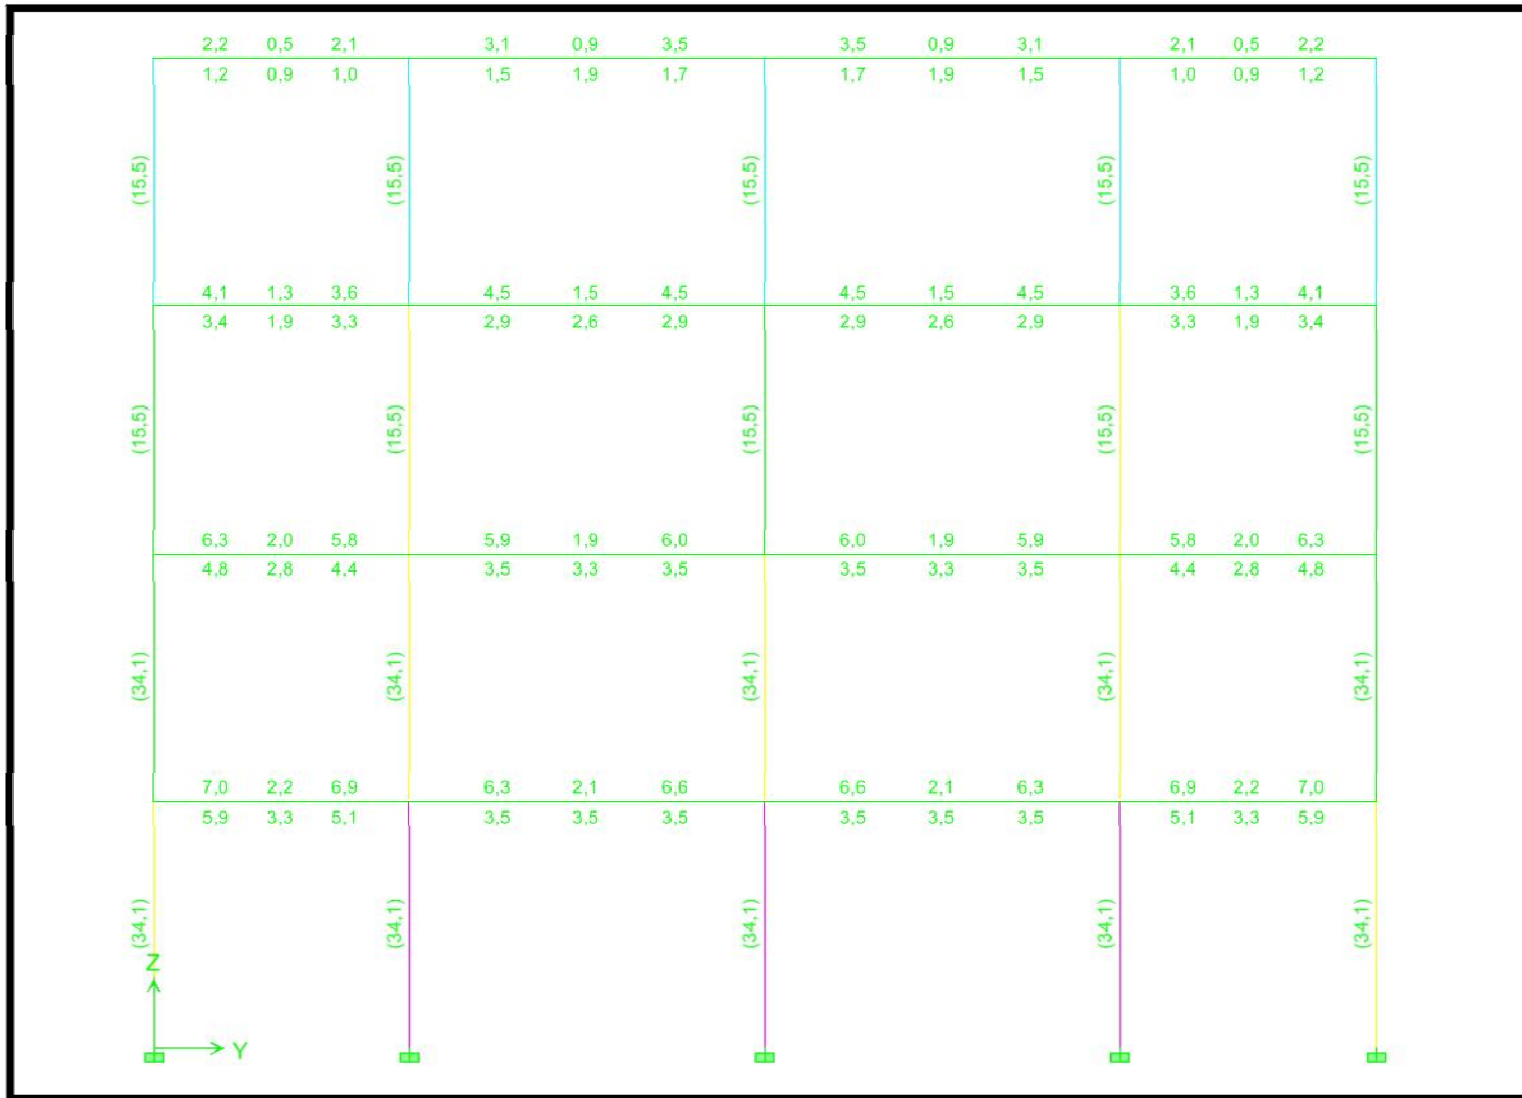 2,2 0,5 2,1 3,1 0,9 3,5 3,5 0,9 3,1 2,1 0,5 2,2
1,2 0,9 1,0 1,5 1,9 1,7 1,7 1,9 1,5 1,0 0,9 1,2
(15,5) (15,5) (15,5) (15,5) (15,5)
4,1 1,3 3,6 4,5 1,5 4,5 4,5 1,5 4,5 3,6 1,3 4,1
3,4 1,9 3,3 2,9 2,6 2,9 2,9 2,6 2,9 3,3 1,9 3,4
(15,5) (15,5) (15,5) (15,5) (15,5)
6,3 2,0 5,8 5,9 1,9 6,0 6,0 1,9 5,9 5,8 2,0 6,3
4,8 2,8 4,4 3,5 3,3 3,5 3,5 3,3 3,5 4,4 2,8 4,8
(34,1) (34,1) (34,1) (34,1) (34,1)
7,0 2,2 6,9 6,3 2,1 6,6 6,6 2,1 6,3 6,9 2,2 7,0
5,9 3,3 5,1 3,5 3,5 3,5 3,5 3,5 3,5 5,1 3,3 5,9
(34,1) (34,1) (34,1) (34,1) (34,1)
Z
Y